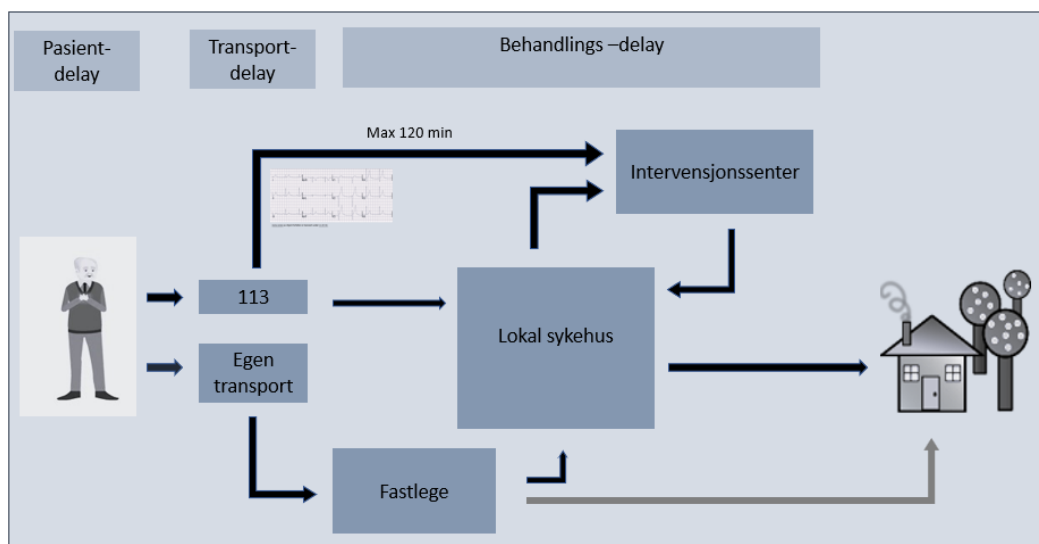 Pasient-
delay
Transport-
delay
Behandlings –delay
Max 120 min
Intervensjonssenter
113
Lokal sykehus
Egen
transport
Fastlege